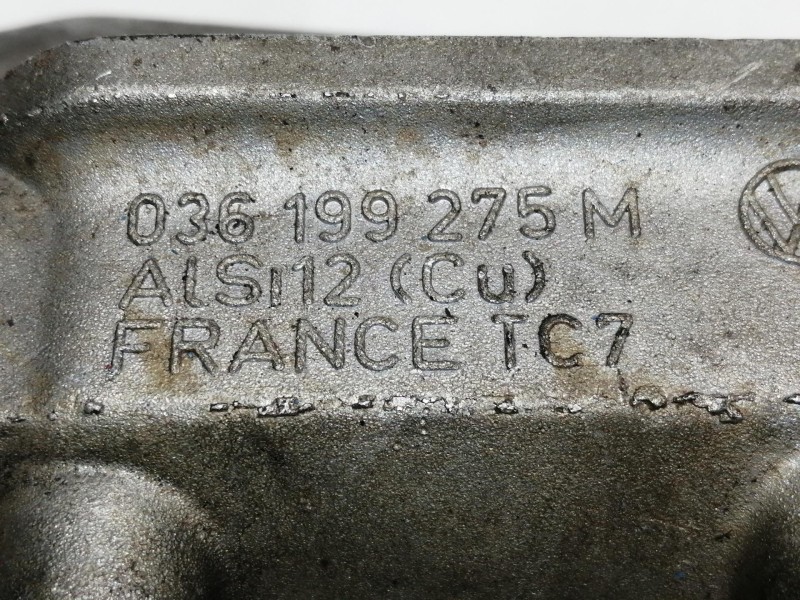 036 199 275 M
AlSi12 (Cu)
FRANCE TC7